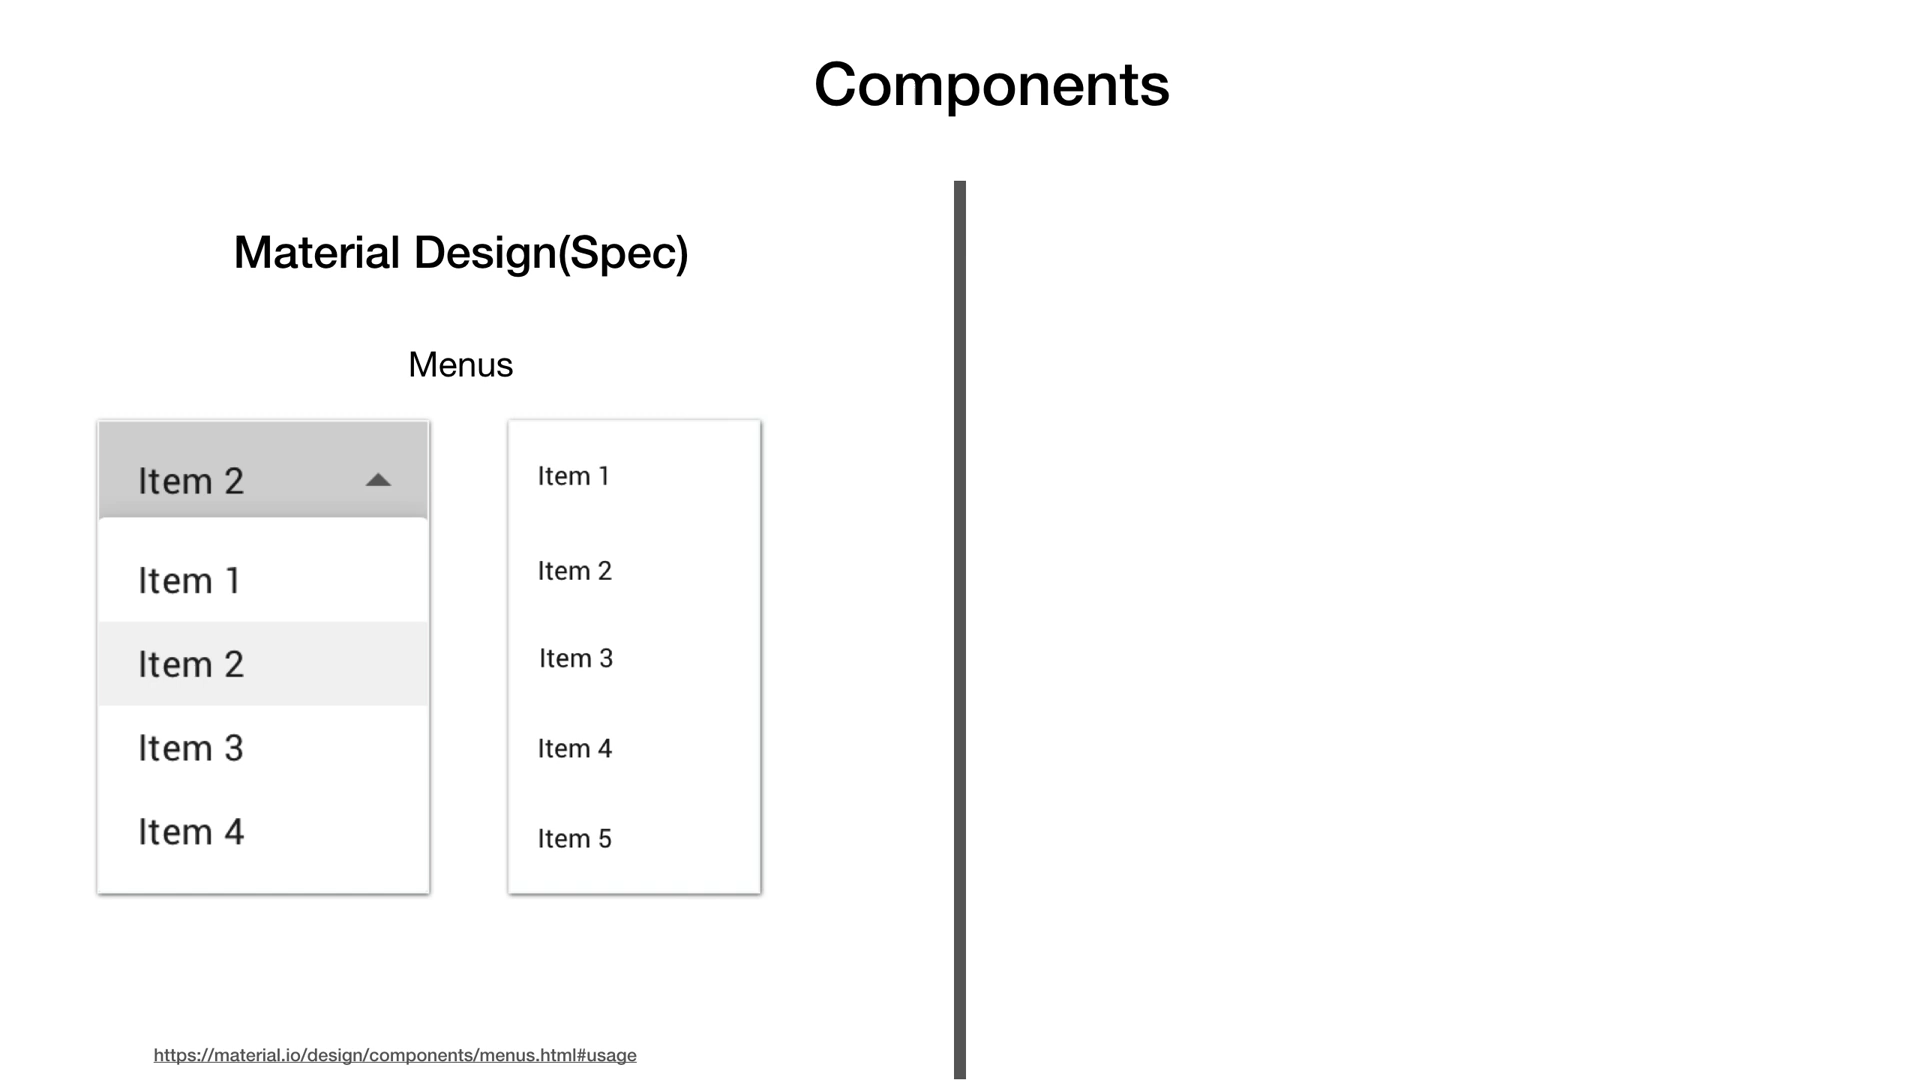 Components
Material Design(Spec)
Menus
Item 2
Item 1
Item 2
Item 3
Item 4
Item 1
Item 2
Item 3
Item 4
Item 5
https://material.io/design/components/menus.html#usage